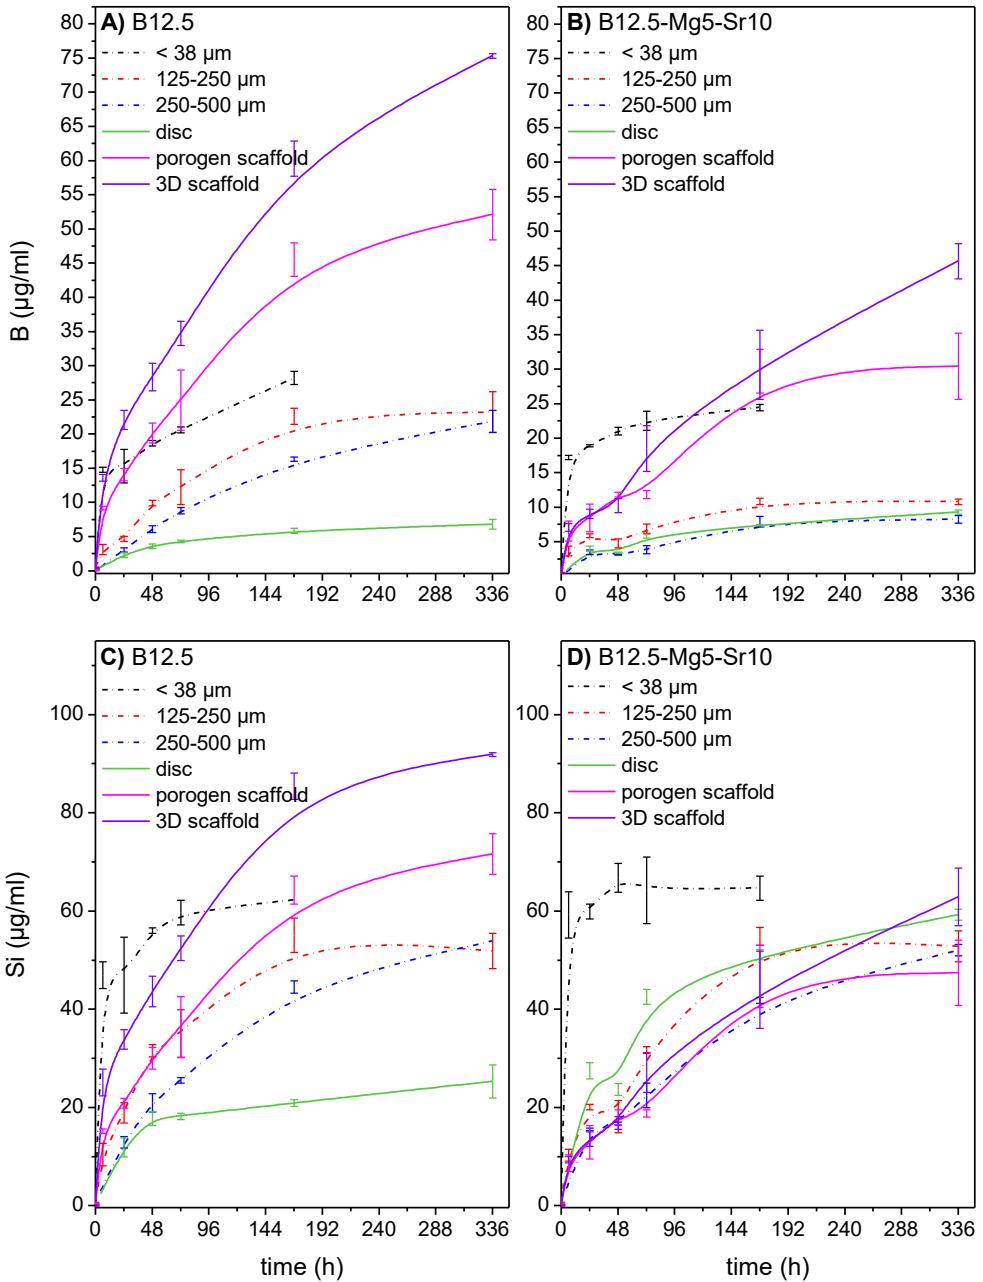 A) B12.5
< 38 µm
125-250 µm
250-500 µm
disc
porogen scaffold
3D scaffold
80
75
70
65
60
55
50
45
40
35
30
25
20
15
10
5
0
B (µg/ml)
0 48 96 144 192 240 288 336
B) B12.5-Mg5-Sr10
< 38 µm
125-250 µm
250-500 µm
disc
porogen scaffold
3D scaffold
80
75
70
65
60
55
50
45
40
35
30
25
20
15
10
5
0 48 96 144 192 240 288 336
C) B12.5
< 38 µm
125-250 µm
250-500 µm
disc
porogen scaffold
3D scaffold
100
80
60
40
20
0
Si (µg/ml)
0 48 96 144 192 240 288 336
time (h)
D) B12.5-Mg5-Sr10
< 38 µm
125-250 µm
250-500 µm
disc
porogen scaffold
3D scaffold
100
80
60
40
20
0
0 48 96 144 192 240 288 336
time (h)